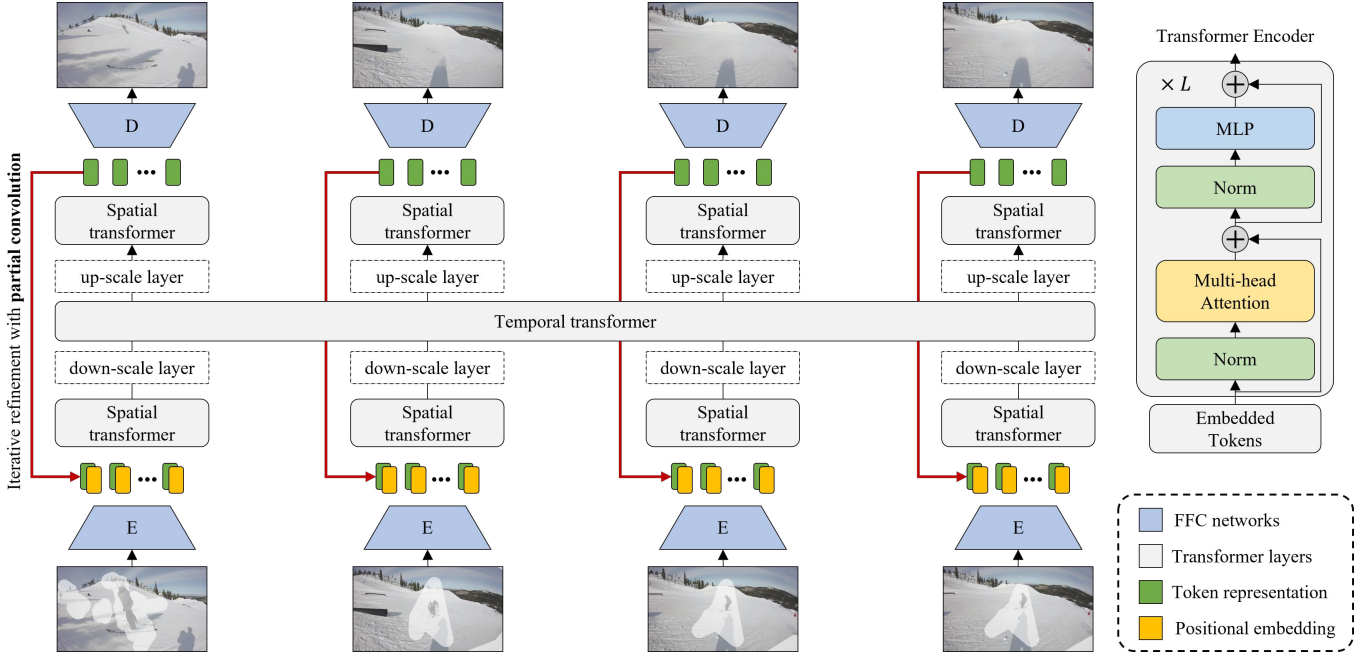 Iterative refinement with partial convolution
D
D
D
D
Spatial
transformer
Spatial
transformer
Spatial
transformer
Spatial
transformer
up-scale layer
up-scale layer
up-scale layer
up-scale layer
Temporal transformer
down-scale layer
down-scale layer
down-scale layer
down-scale layer
Spatial
transformer
Spatial
transformer
Spatial
transformer
Spatial
transformer
E
E
E
E
Transformer Encoder
× L
MLP
Norm
Multi-head
Attention
Norm
Embedded
Tokens
FFC networks
Transformer layers
Token representation
Positional embedding